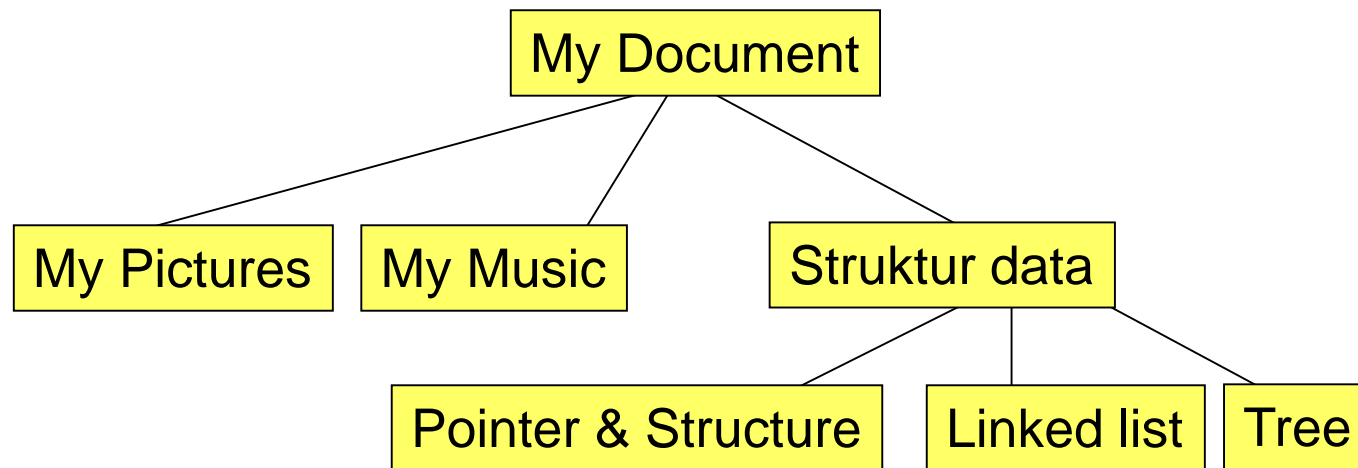 My Document
My Pictures
My Music
Struktur data
Pointer & Structure
Linked list
Tree